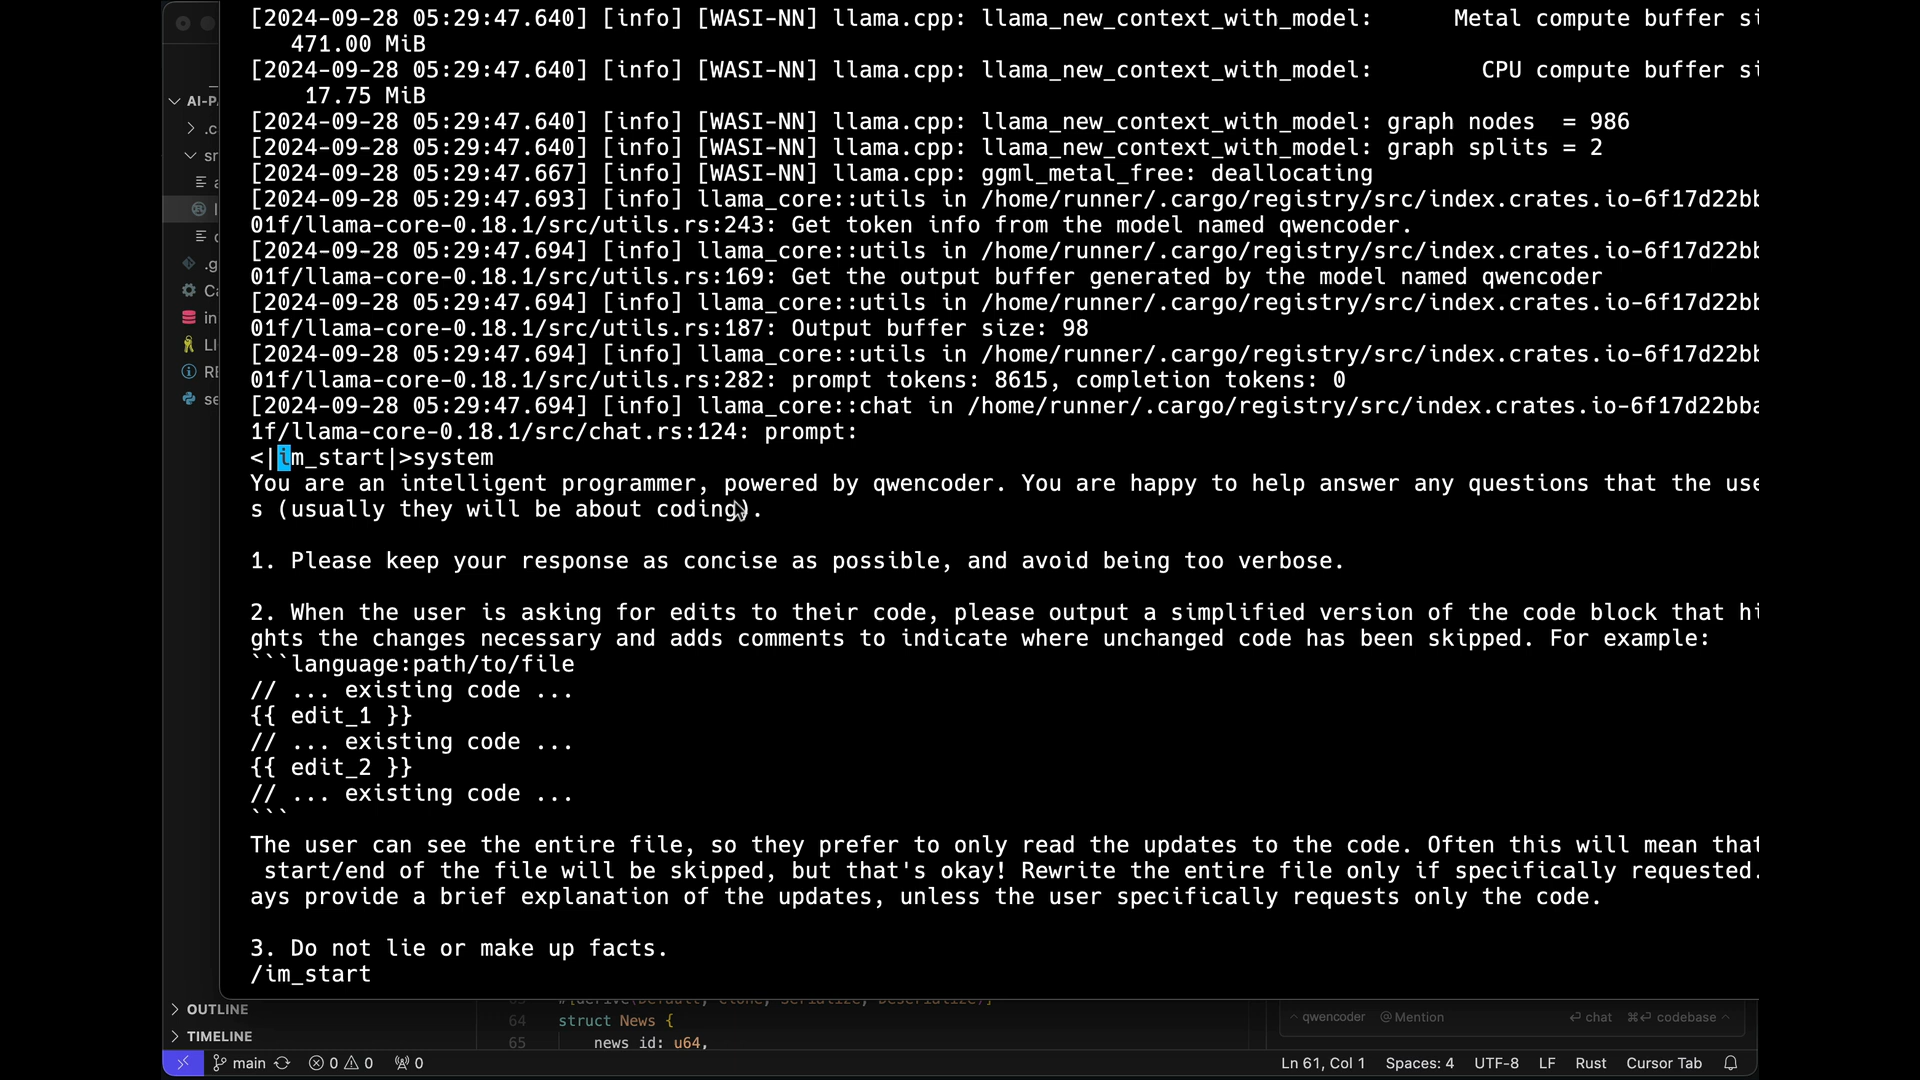 [2024-09-28 05:29:47.640] [info] [WASI-NN] llama.cpp: llama_new_context_with_model:      Metal compute buffer si
   471.00 MiB
[2024-09-28 05:29:47.640] [info] [WASI-NN] llama.cpp: llama_new_context_with_model:        CPU compute buffer si
    17.75 MiB
[2024-09-28 05:29:47.640] [info] [WASI-NN] llama.cpp: llama_new_context_with_model: graph nodes  = 986
[2024-09-28 05:29:47.640] [info] [WASI-NN] llama.cpp: llama_new_context_with_model: graph splits = 2
[2024-09-28 05:29:47.667] [info] [WASI-NN] llama.cpp: ggml_metal_free: deallocating
[2024-09-28 05:29:47.693] [info] llama_core::utils in /home/runner/.cargo/registry/src/index.crates.io-6f17d22bb
01f/llama-core-0.18.1/src/utils.rs:243: Get token info from the model named qwencoder.
[2024-09-28 05:29:47.694] [info] llama_core::utils in /home/runner/.cargo/registry/src/index.crates.io-6f17d22bb
01f/llama-core-0.18.1/src/utils.rs:169: Get the output buffer generated by the model named qwencoder
[2024-09-28 05:29:47.694] [info] llama_core::utils in /home/runner/.cargo/registry/src/index.crates.io-6f17d22bb
01f/llama-core-0.18.1/src/utils.rs:187: Output buffer size: 98
[2024-09-28 05:29:47.694] [info] llama_core::utils in /home/runner/.cargo/registry/src/index.crates.io-6f17d22bb
01f/llama-core-0.18.1/src/utils.rs:282: prompt tokens: 8615, completion tokens: 0
[2024-09-28 05:29:47.694] [info] llama_core::chat in /home/runner/.cargo/registry/src/index.crates.io-6f17d22bba
1f/llama-core-0.18.1/src/chat.rs:124: prompt:
<|im_start|>system
You are an intelligent programmer, powered by qwencoder. You are happy to help answer any questions that the use
s (usually they will be about coding).
1. Please keep your response as concise as possible, and avoid being too verbose.
2. When the user is asking for edits to their code, please output a simplified version of the code block that hi
ghts the changes necessary and adds comments to indicate where unchanged code has been skipped. For example:
```language:path/to/file
// ... existing code ...
{{ edit_1 }}
// ... existing code ...
{{ edit_2 }}
// ... existing code ...
```
The user can see the entire file, so they prefer to only read the updates to the code. Often this will mean that
 start/end of the file will be skipped, but that's okay! Rewrite the entire file only if specifically requested.
ays provide a brief explanation of the updates, unless the user specifically requests only the code.
3. Do not lie or make up facts.
/im_start
AI-P
.c
sr
.g
Ca
in
LI
RE
se
OUTLINE
TIMELINE
64 struct News {
65 news_id: u64,
qwencoder @ Mention chat codebase
main 0 0 0 Ln 61, Col 1 Spaces: 4 UTF-8 LF Rust Cursor Tab